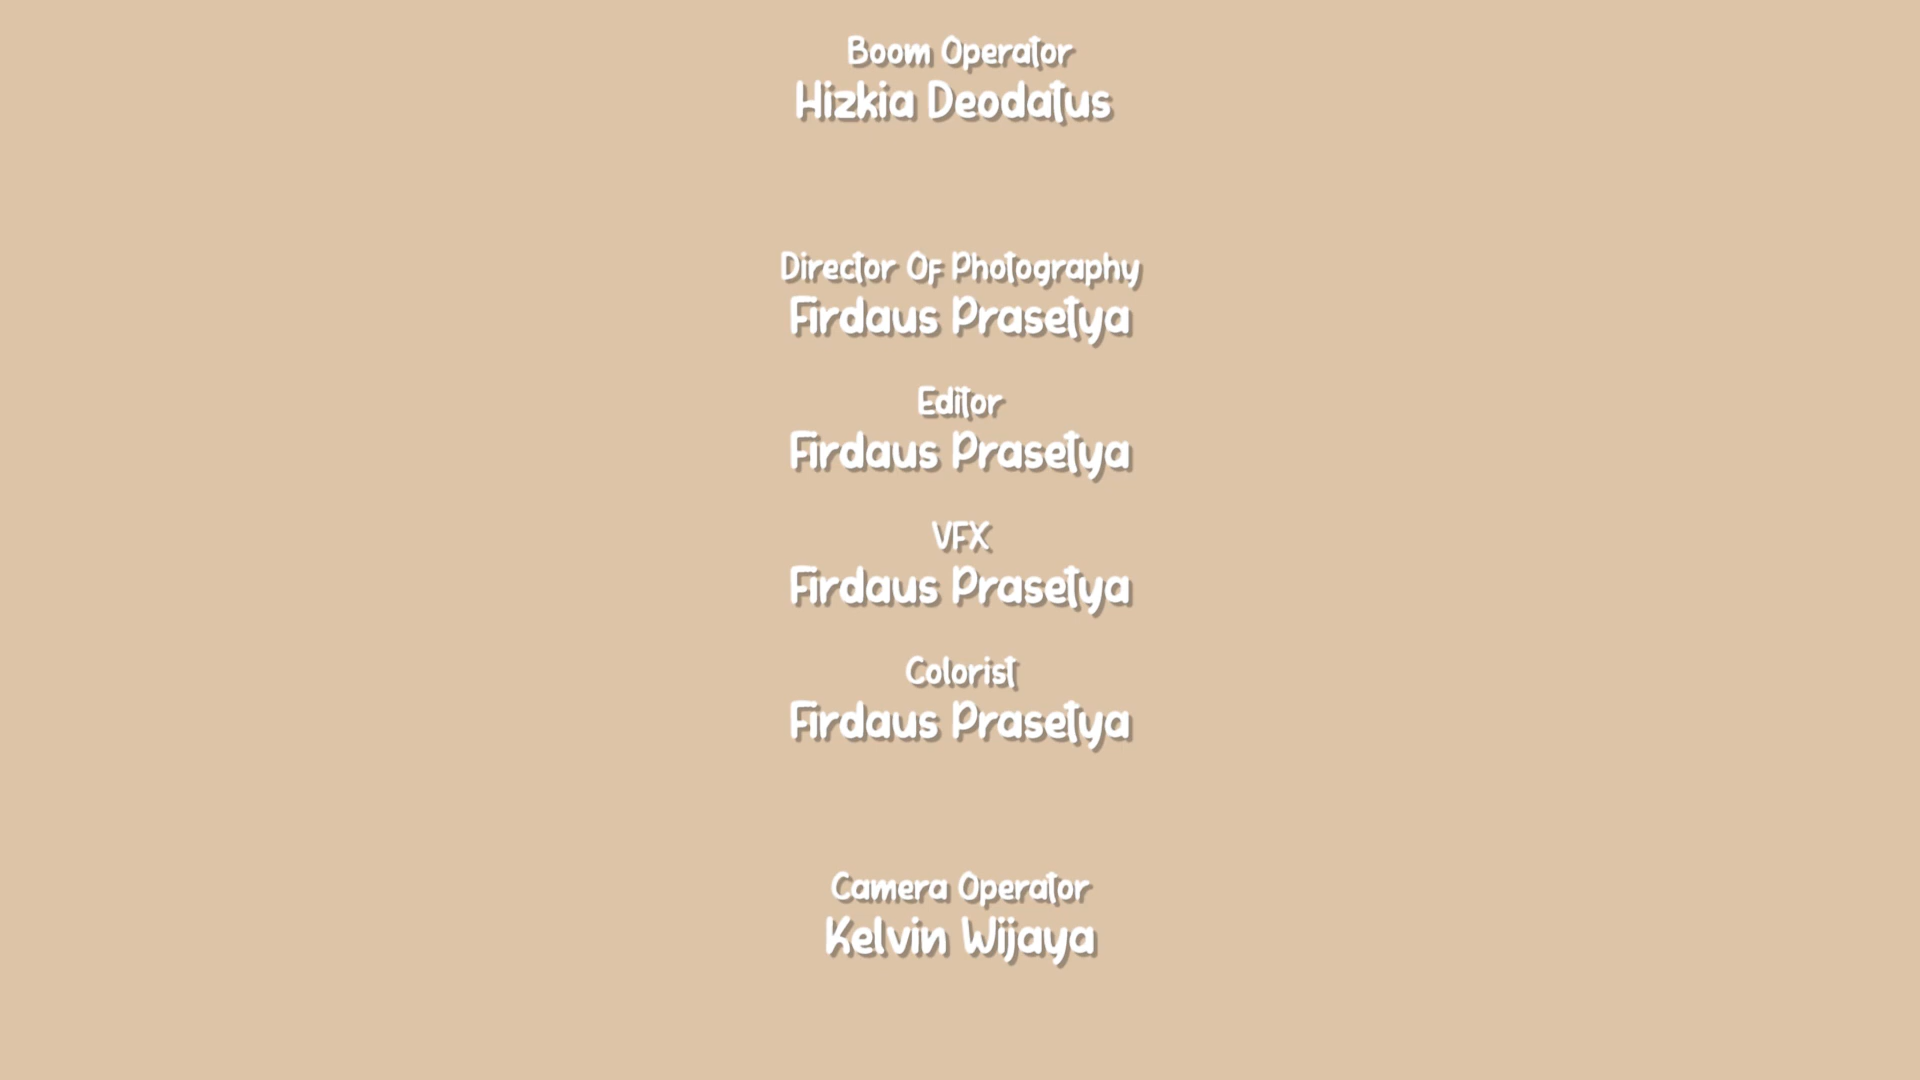 Boom Operator
Hizkia Deodatus
Director Of Photography
Firdaus Prasetya
Editor
Firdaus Prasetya
VFX
Firdaus Prasetya
Colorist
Firdaus Prasetya
Camera Operator
Kelvin Wijaya